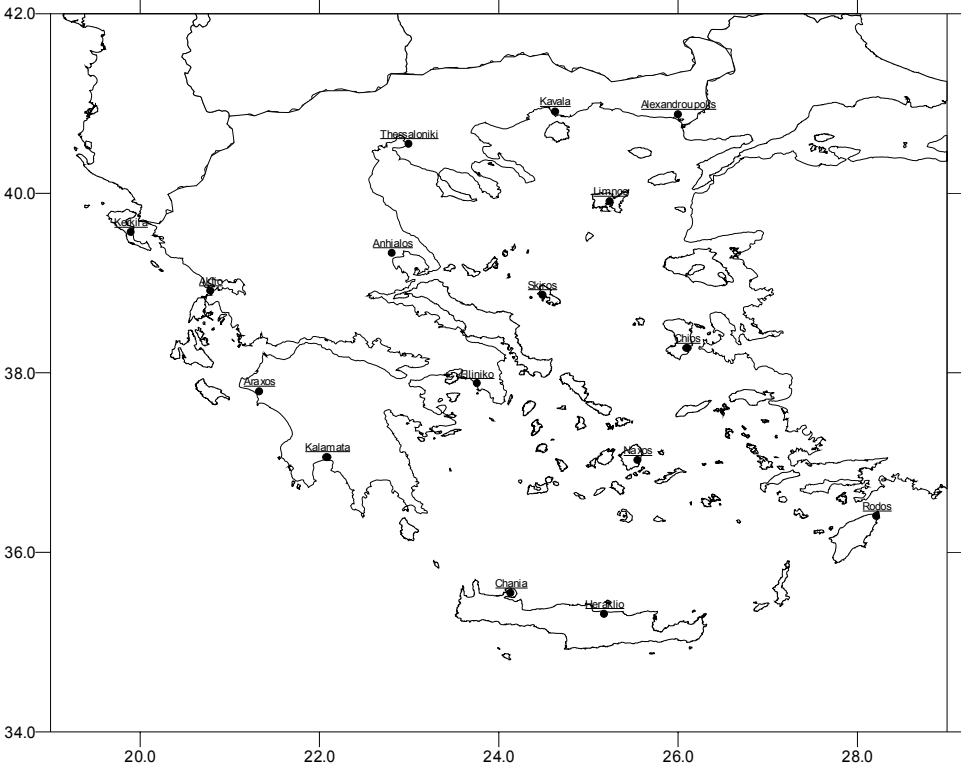 42.0
Kavala
Alexandroupolis
Thessaloniki
40.0
Limnos
Kerkira
Anhialos
Aktio
Skiros
Chios
38.0
Elliniko
Araxos
Kalamata
Naxos
Rodos
36.0
Chania
Heraklio
34.0
20.0 22.0 24.0 26.0 28.0